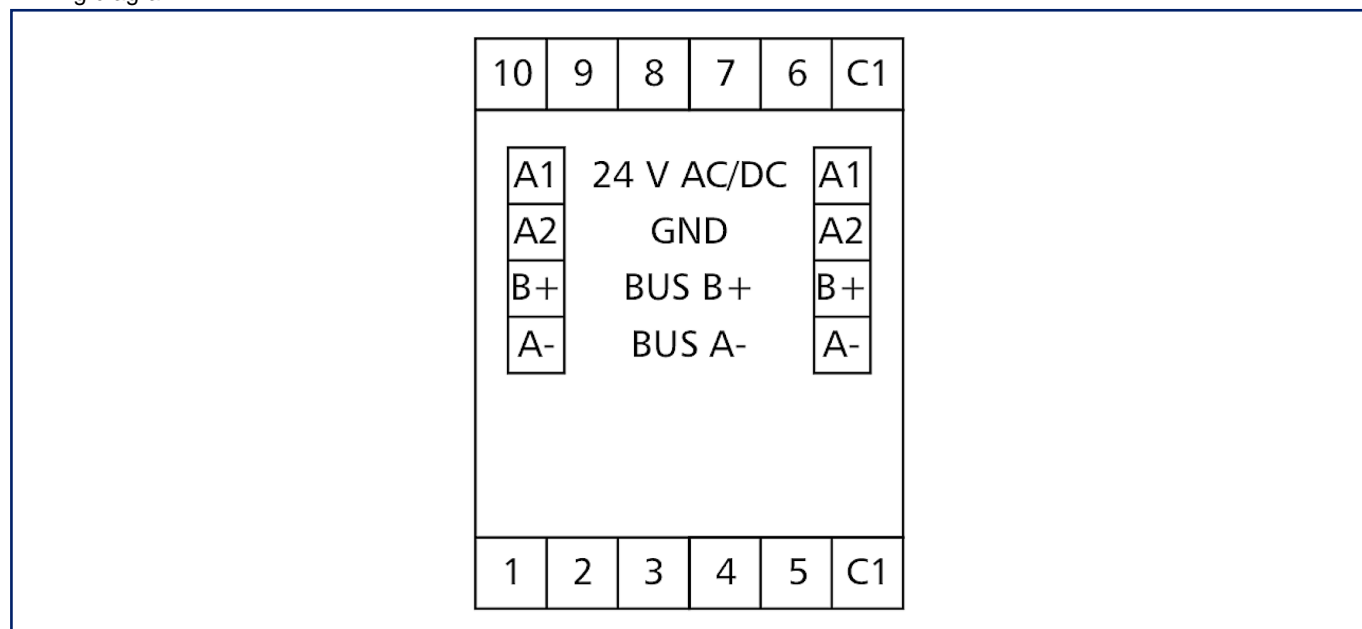 10 9 8 7 6 C1
A1 24 V AC/DC A1
A2 GND A2
B+ BUS B+ B+
A- BUS A- A-
1 2 3 4 5 C1